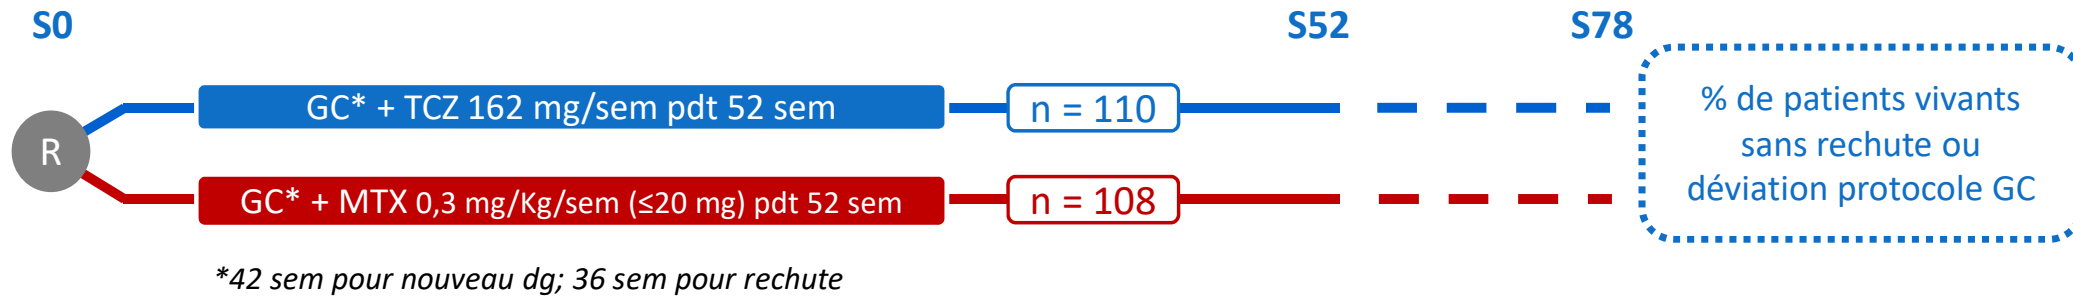 S0
S52
S78
R
GC* + TCZ 162 mg/sem pdt 52 sem
n = 110
GC* + MTX 0,3 mg/Kg/sem (≤20 mg) pdt 52 sem
n = 108
% de patients vivants
sans rechute ou
déviation protocole GC
*42 sem pour nouveau dg; 36 sem pour rechute